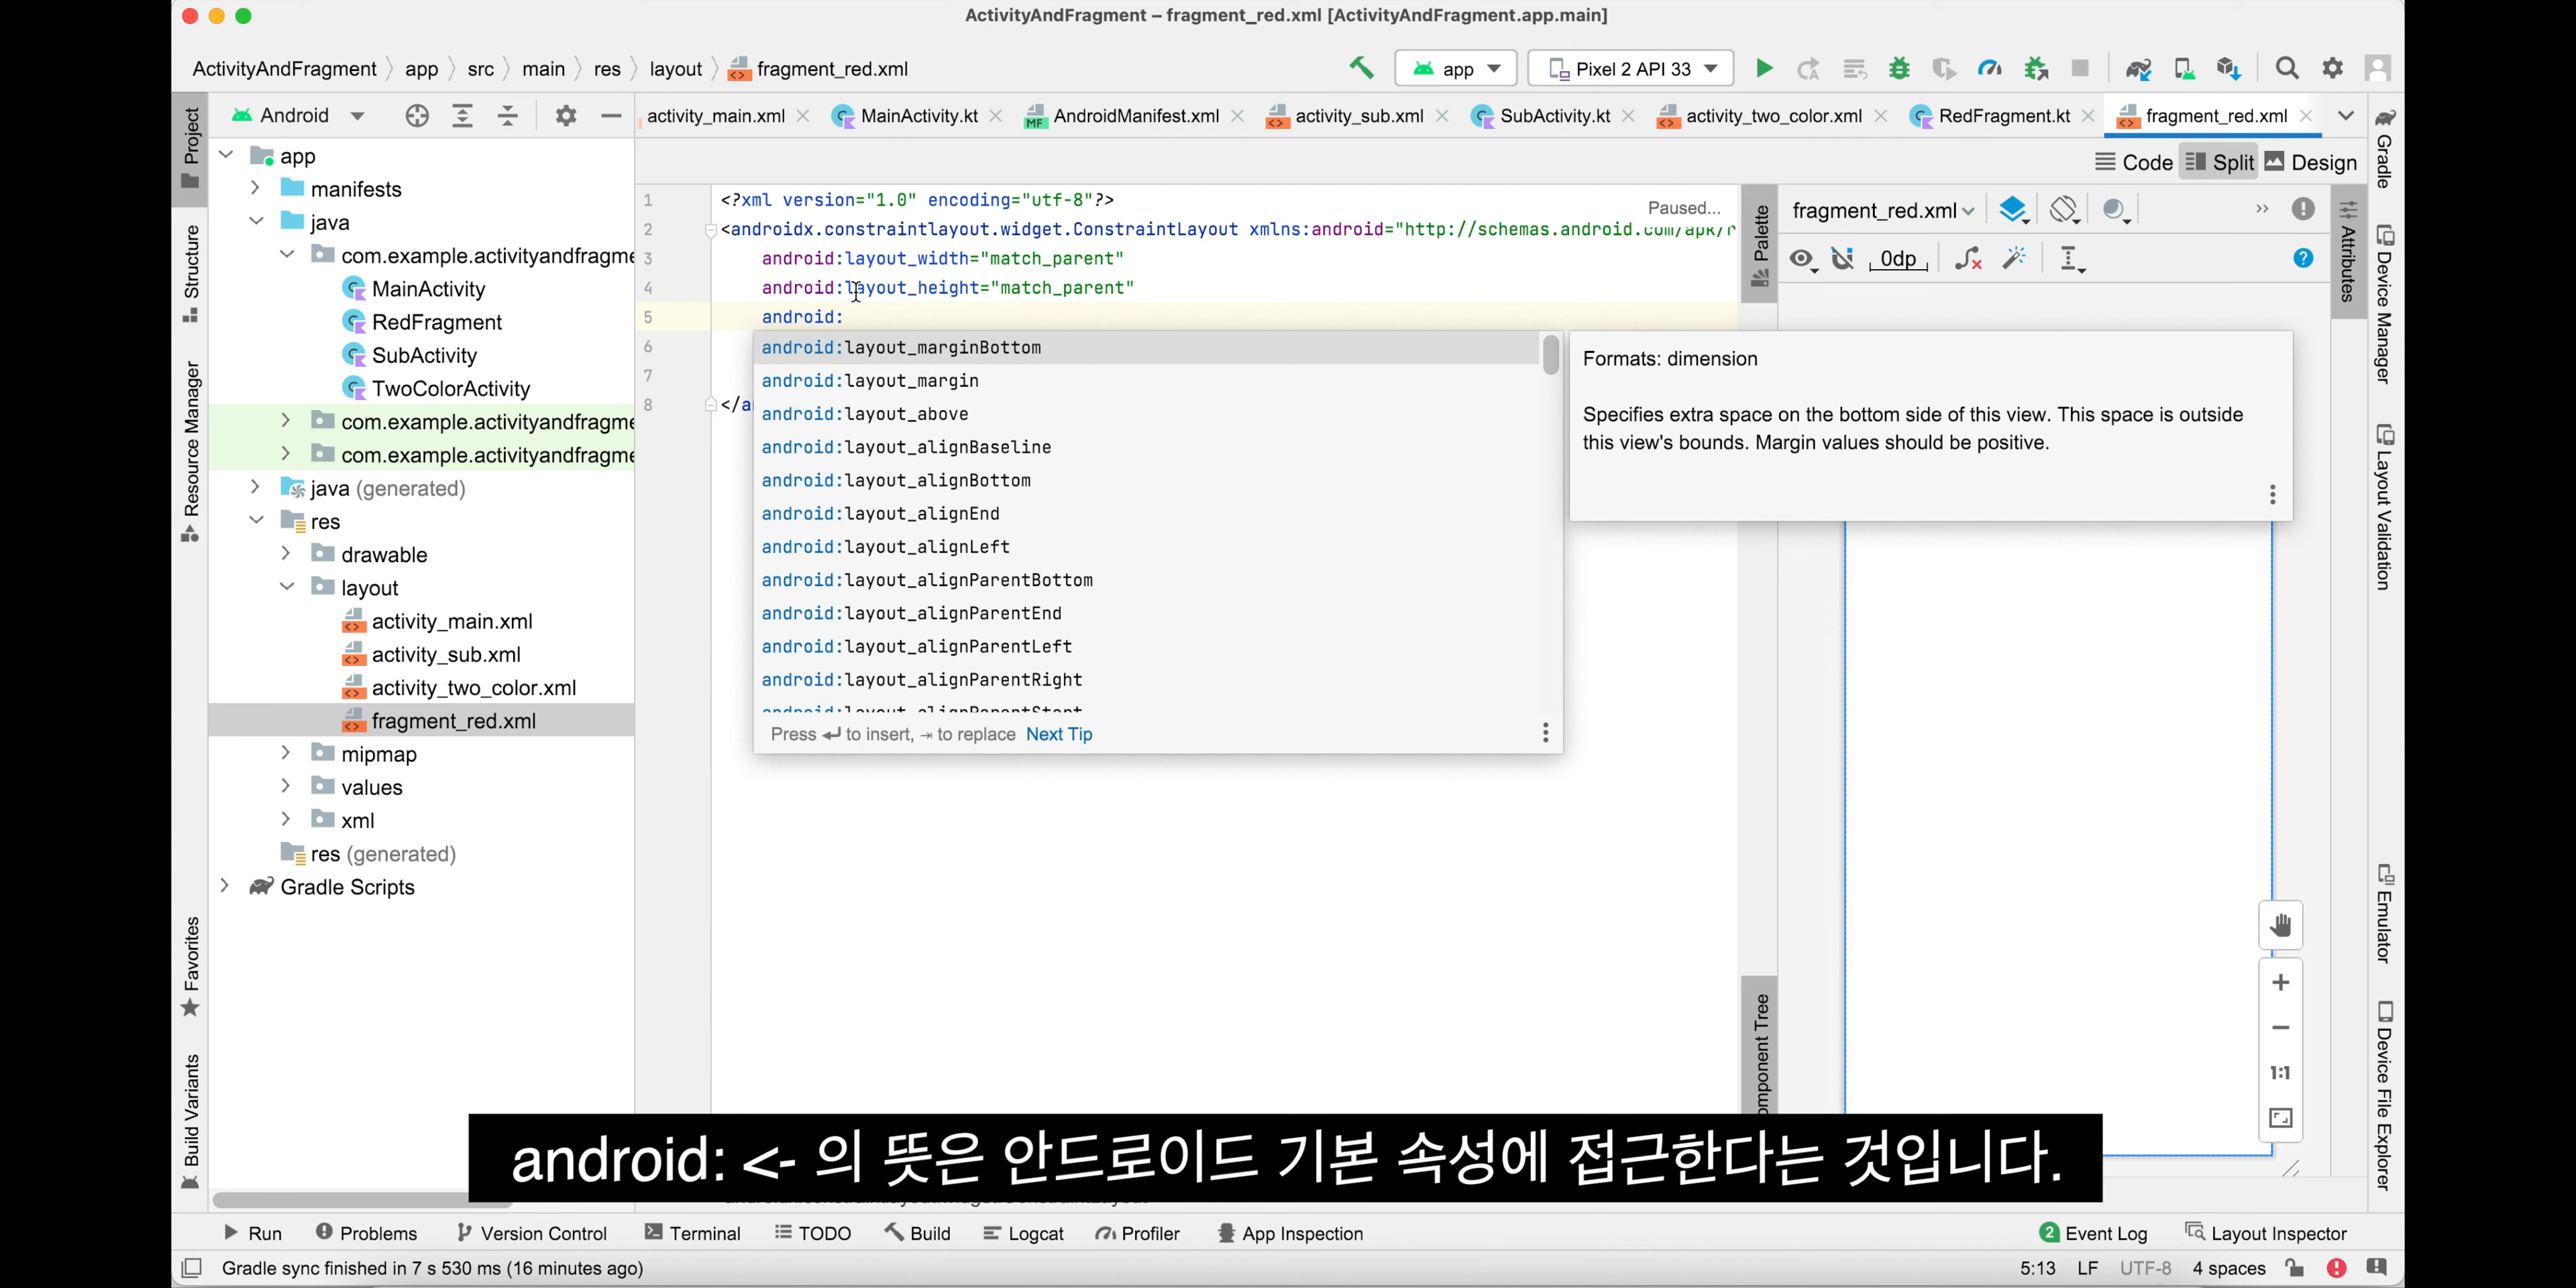 ActivityAndFragment – fragment_red.xml [ActivityAndFragment.app.main]
ActivityAndFragment app src main res layout fragment_red.xml
app
Pixel 2 API 33
Project
Structure
Resource Manager
Favorites
Build Variants
Android
app
manifests
java
com.example.activityandfragme
MainActivity
RedFragment
SubActivity
TwoColorActivity
com.example.activityandfragme
com.example.activityandfragme
java (generated)
res
drawable
layout
activity_main.xml
activity_sub.xml
activity_two_color.xml
fragment_red.xml
mipmap
values
xml
res (generated)
Gradle Scripts
activity_main.xml
MainActivity.kt
MF AndroidManifest.xml
activity_sub.xml
SubActivity.kt
activity_two_color.xml
RedFragment.kt
fragment_red.xml
Code
Split
Design
Paused...
1 <?xml version="1.0" encoding="utf-8"?>
2 <androidx.constraintlayout.widget.ConstraintLayout xmlns:android="http://schemas.android.com/apk/r
3 android:layout_width="match_parent"
4 android:layout_height="match_parent"
5 android:
6
7
8 </a
android:layout_marginBottom
android:layout_margin
android:layout_above
android:layout_alignBaseline
android:layout_alignBottom
android:layout_alignEnd
android:layout_alignLeft
android:layout_alignParentBottom
android:layout_alignParentEnd
android:layout_alignParentLeft
android:layout_alignParentRight
android:layout_alignParentStart
Press ↵ to insert, ⇥ to replace Next Tip
Formats: dimension
Specifies extra space on the bottom side of this view. This space is outside
this view's bounds. Margin values should be positive.
Palette
fragment_red.xml
0dp
Attributes
omponent Tree
1:1
Gradle
Device Manager
Layout Validation
Emulator
Device File Explorer
android: <- 의 뜻은 안드로이드 기본 속성에 접근한다는 것입니다.
Run
Problems
Version Control
Terminal
TODO
Build
Logcat
Profiler
App Inspection
2 Event Log
Layout Inspector
Gradle sync finished in 7 s 530 ms (16 minutes ago)
5:13 LF UTF-8 4 spaces